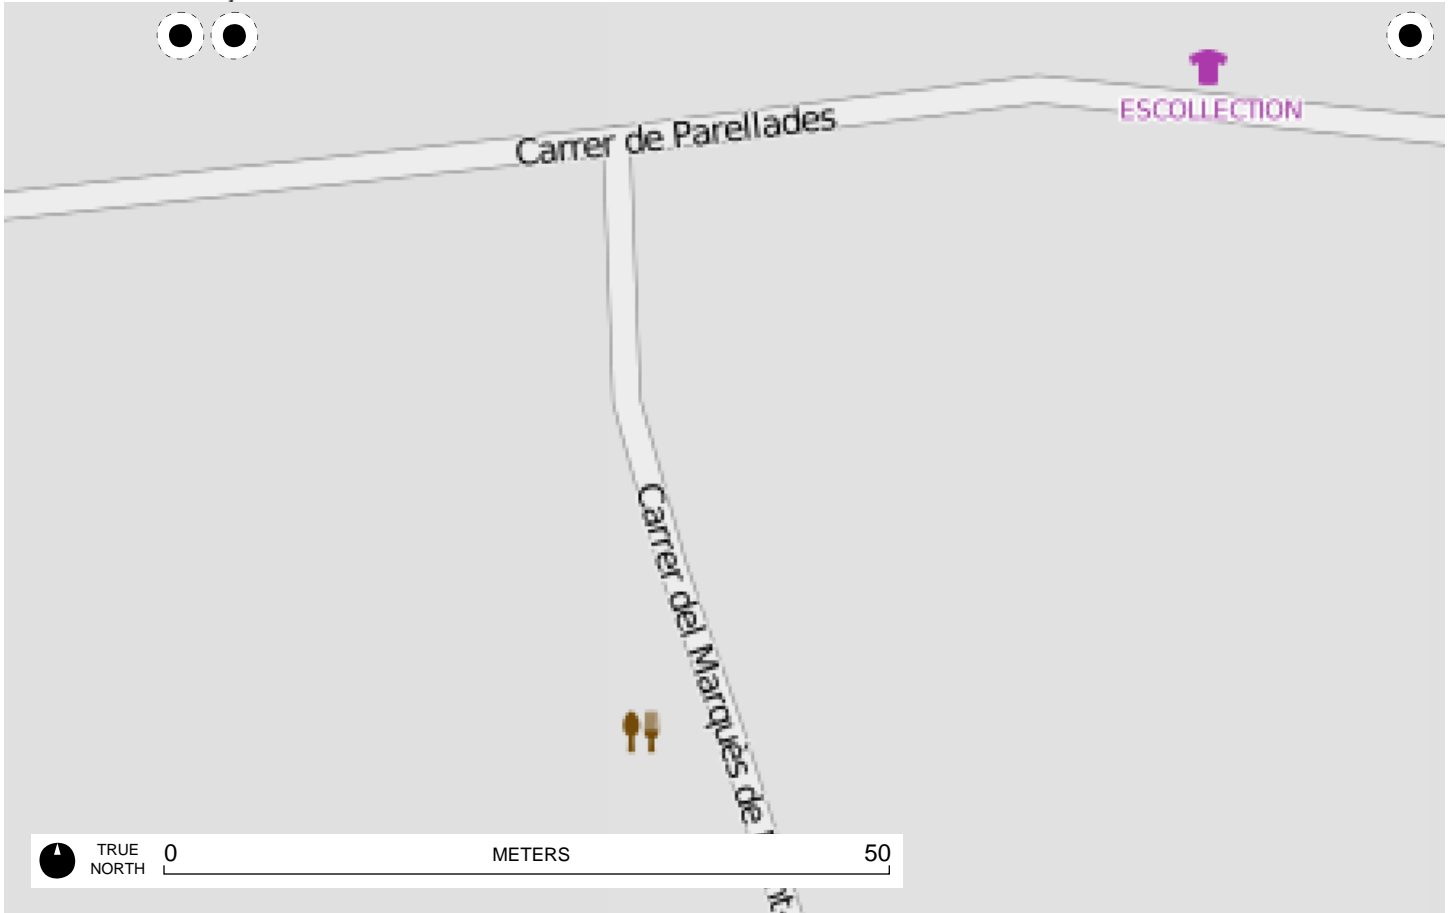 ESCOLLECTION
Carrer de Parellades
Carrer del Marquès de
TRUE
NORTH
0
METERS
50